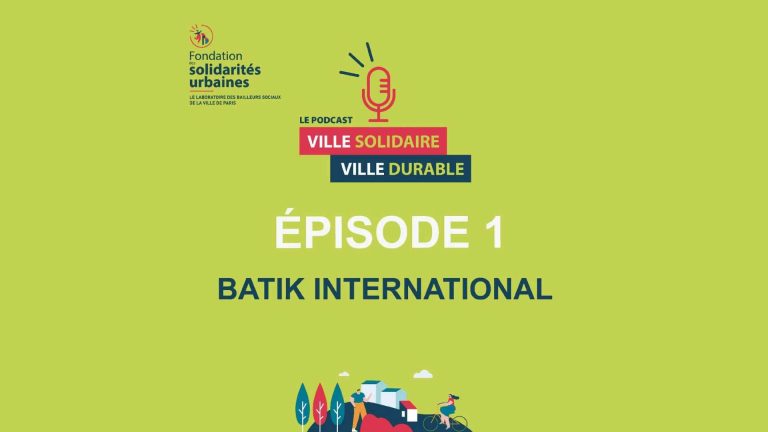 Fondation
des
solidarités
urbaines
LE LABORATOIRE DES BAILLEURS SOCIAUX
DE LA VILLE DE PARIS
LE PODCAST
VILLE SOLIDAIRE
VILLE DURABLE
ÉPISODE 1
BATIK INTERNATIONAL